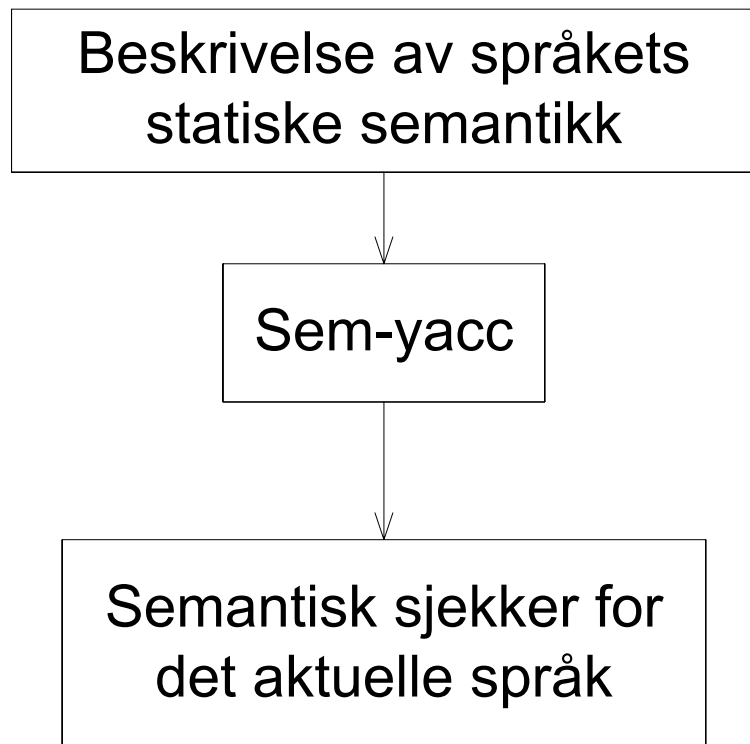 Beskrivelse av språkets
statiske semantikk
Sem-yacc
Semantisk sjekker for
det aktuelle språk